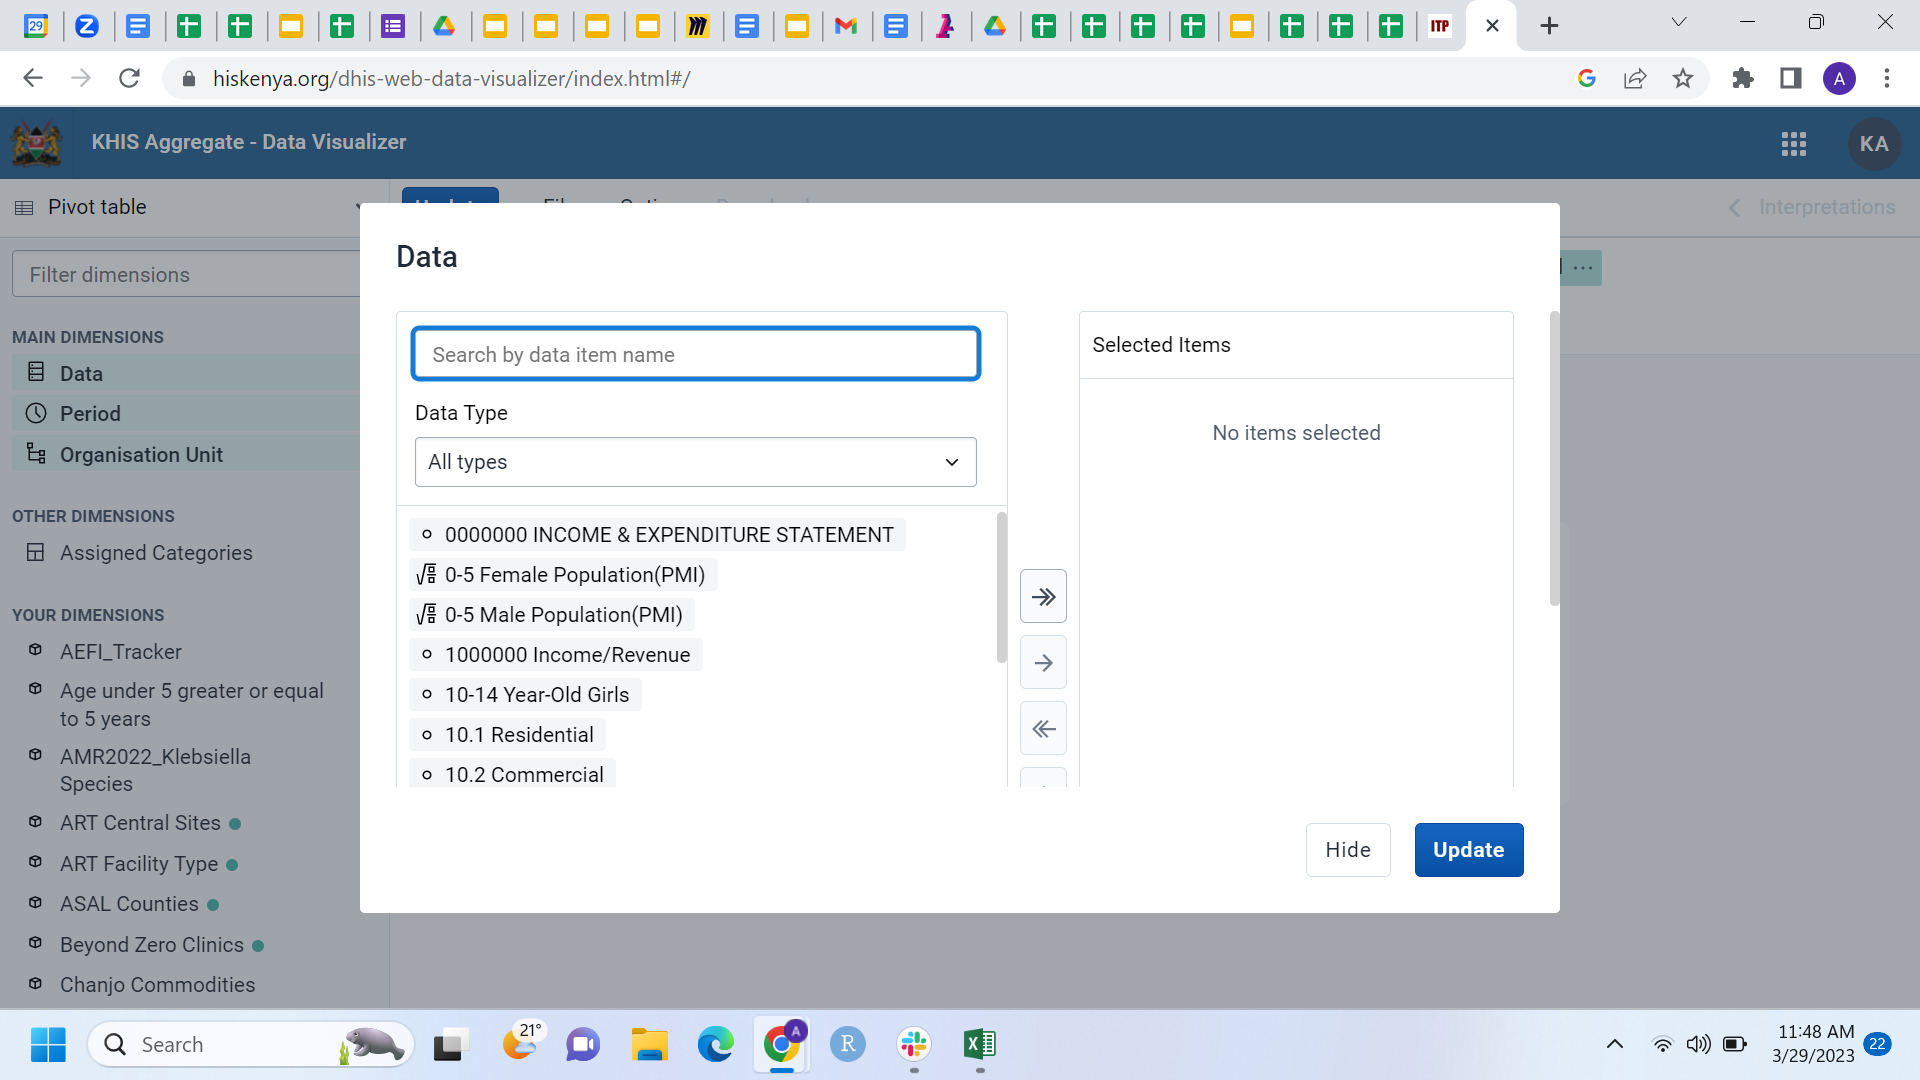 29
Z
ITP
hiskenya.org/dhis-web-data-visualizer/index.html#/
A
KHIS Aggregate - Data Visualizer
KA
Pivot table
Interpretations
Filter dimensions
MAIN DIMENSIONS
Data
Period
Organisation Unit
OTHER DIMENSIONS
Assigned Categories
YOUR DIMENSIONS
AEFI_Tracker
Age under 5 greater or equal
to 5 years
AMR2022_Klebsiella
Species
ART Central Sites
ART Facility Type
ASAL Counties
Beyond Zero Clinics
Chanjo Commodities
Data
Search by data item name
Data Type
All types
0000000 INCOME & EXPENDITURE STATEMENT
0-5 Female Population(PMI)
0-5 Male Population(PMI)
1000000 Income/Revenue
10-14 Year-Old Girls
10.1 Residential
10.2 Commercial
Selected Items
No items selected
Hide
Update
Search
21°
A
R
X
11:48 AM
3/29/2023
22